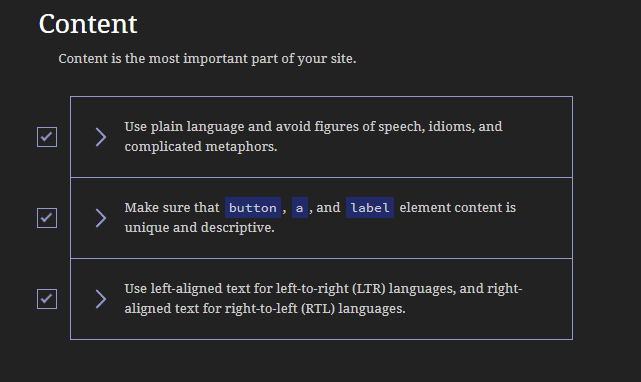 Content
Content is the most important part of your site.
Use plain language and avoid figures of speech, idioms, and
complicated metaphors.
Make sure that button, a, and label element content is
unique and descriptive.
Use left-aligned text for left-to-right (LTR) languages, and right-
aligned text for right-to-left (RTL) languages.